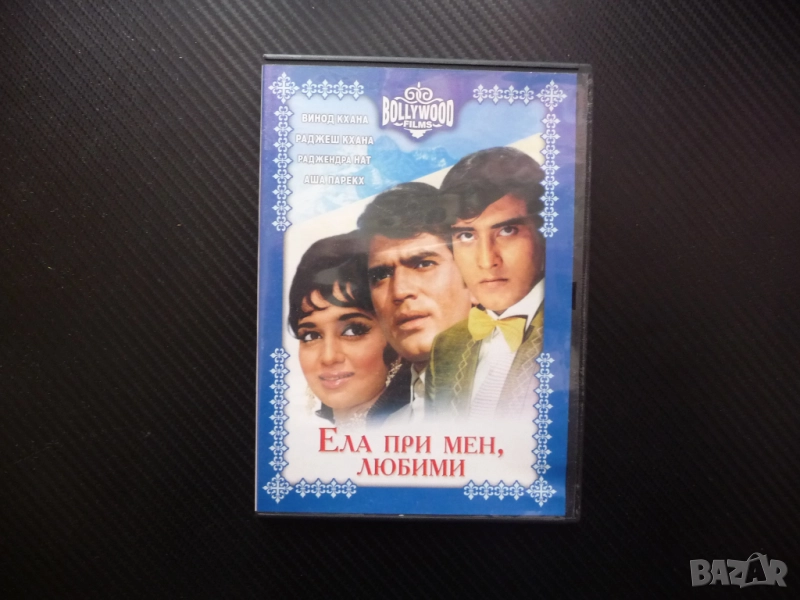 BOLLYWOOD
FILMS
ВИНОД КХАНА
РАДЖЕШ КХАНА
РАДЖЕНДРА НАТ
АША ПАРЕКХ
ЕЛА ПРИ МЕН,
ЛЮБИМИ
BAZAR